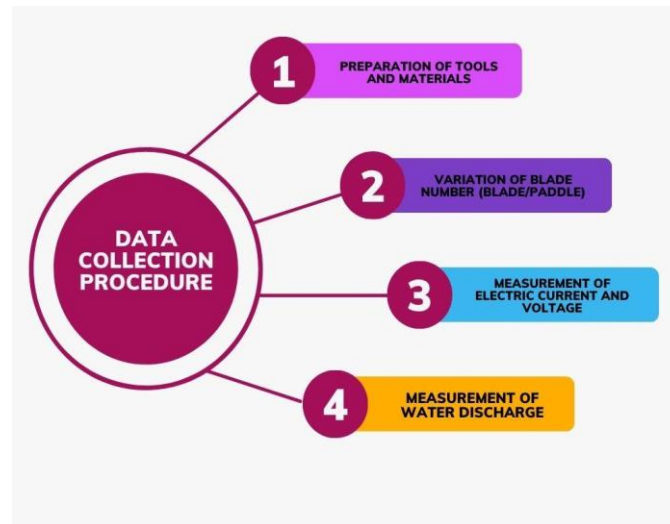 DATA
COLLECTION
PROCEDURE
1
PREPARATION OF TOOLS
AND MATERIALS
2
VARIATION OF BLADE
NUMBER (BLADE/PADDLE)
3
MEASUREMENT OF
ELECTRIC CURRENT AND
VOLTAGE
4
MEASUREMENT OF
WATER DISCHARGE